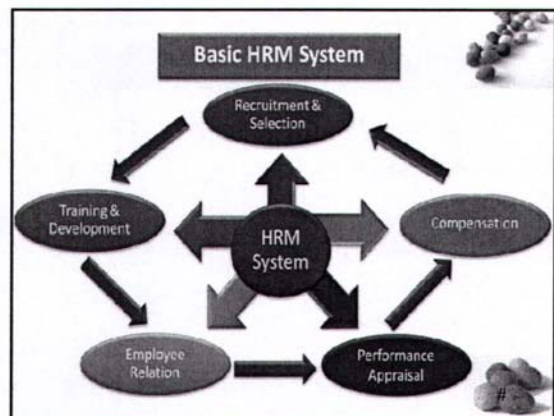 Basic HRM System
Recruitment &
Selection
Training &
Development
HRM
System
Compensation
Employee
Relation
Performance
Appraisal
#